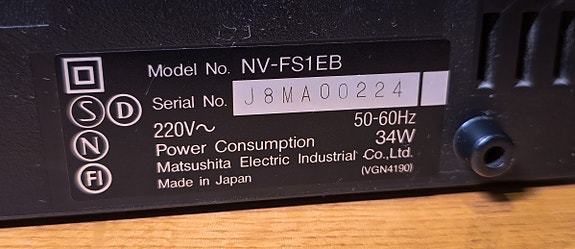 Model No. NV-FS1EB
Serial No. J8MA00224
S D
220V～ 50-60Hz
N
Power Consumption 34W
Matsushita Electric Industrial Co.,Ltd.
FI
Made in Japan (VGN4190)